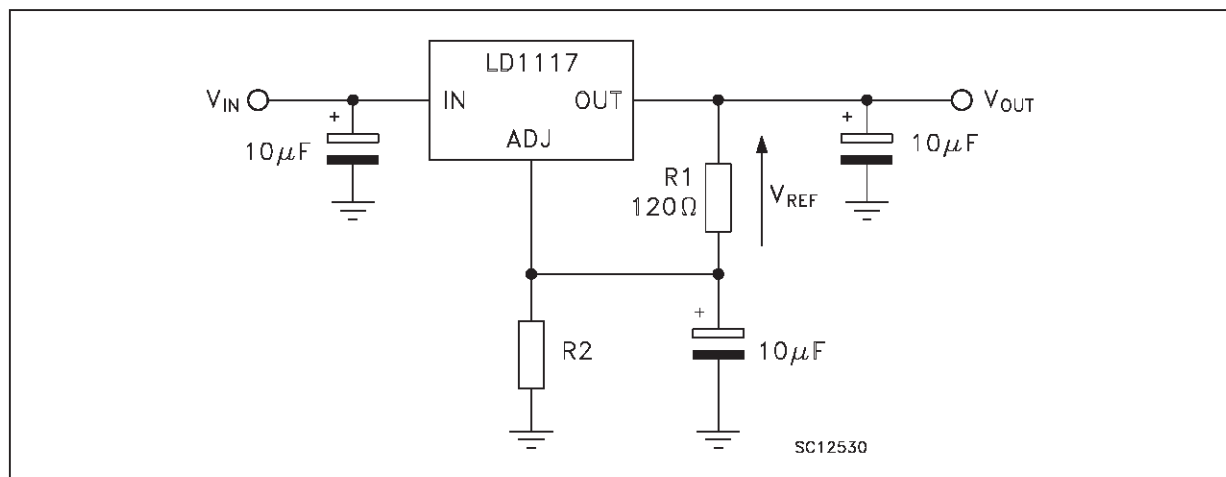 LD1117
V_IN
IN
OUT
V_OUT
+
10μF
ADJ
R1
120Ω
V_REF
+
10μF
R2
+
10μF
SC12530